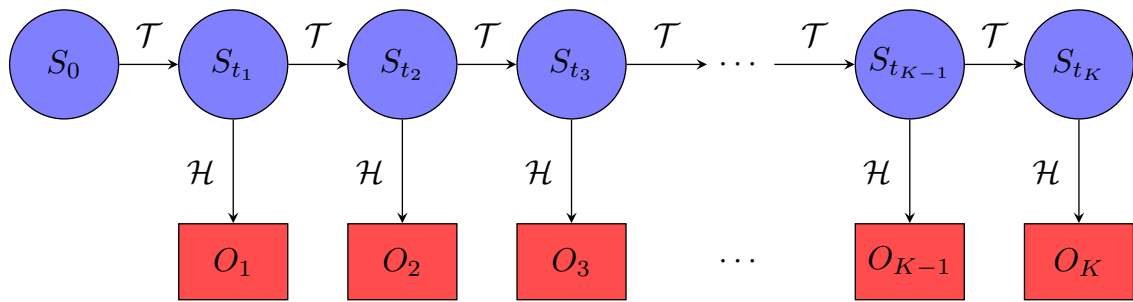 𝒯 𝒯 𝒯 𝒯 𝒯 𝒯
S_0 S_{t_1} S_{t_2} S_{t_3} ⋯ S_{t_{K−1}} S_{t_K}
ℋ ℋ ℋ ℋ ℋ
O_1 O_2 O_3 ⋯ O_{K−1} O_K